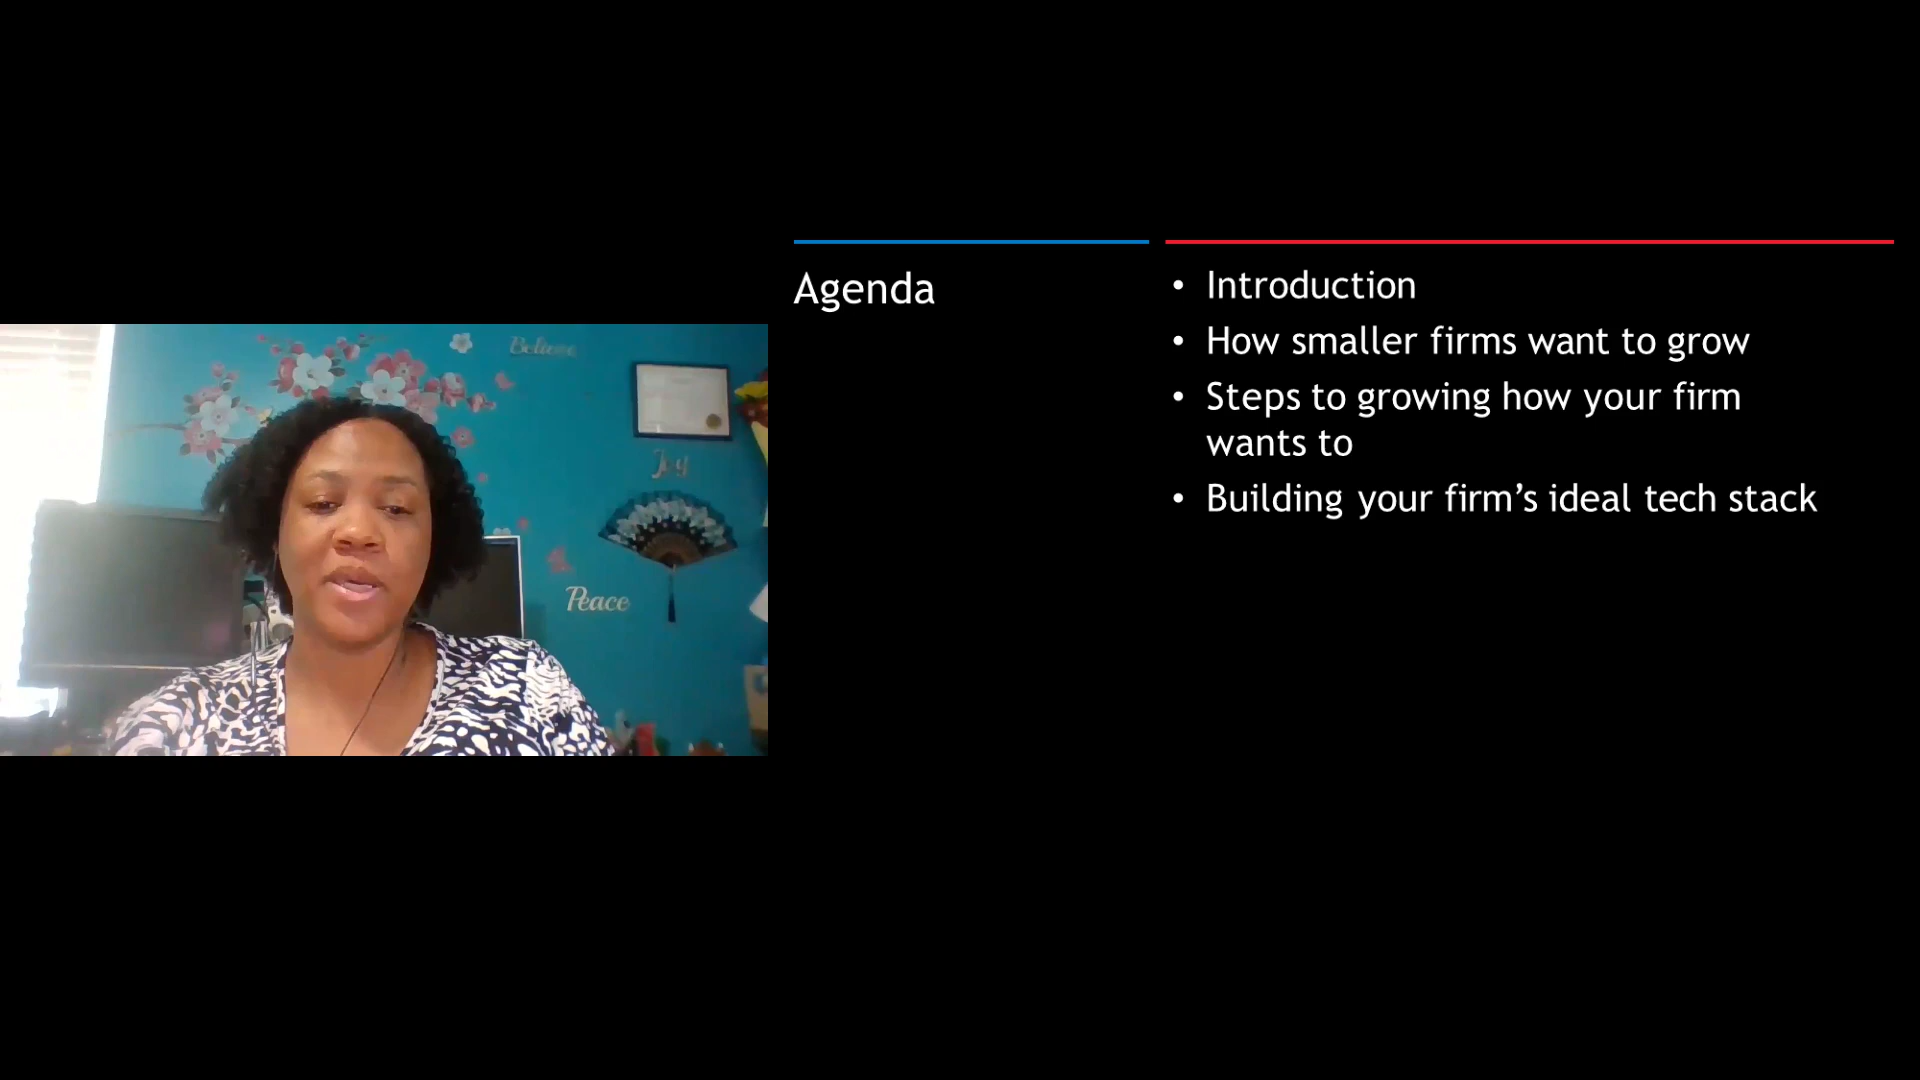 Agenda
• Introduction
• How smaller firms want to grow
• Steps to growing how your firm
wants to
• Building your firm’s ideal tech stack
Believe
Joy
Peace